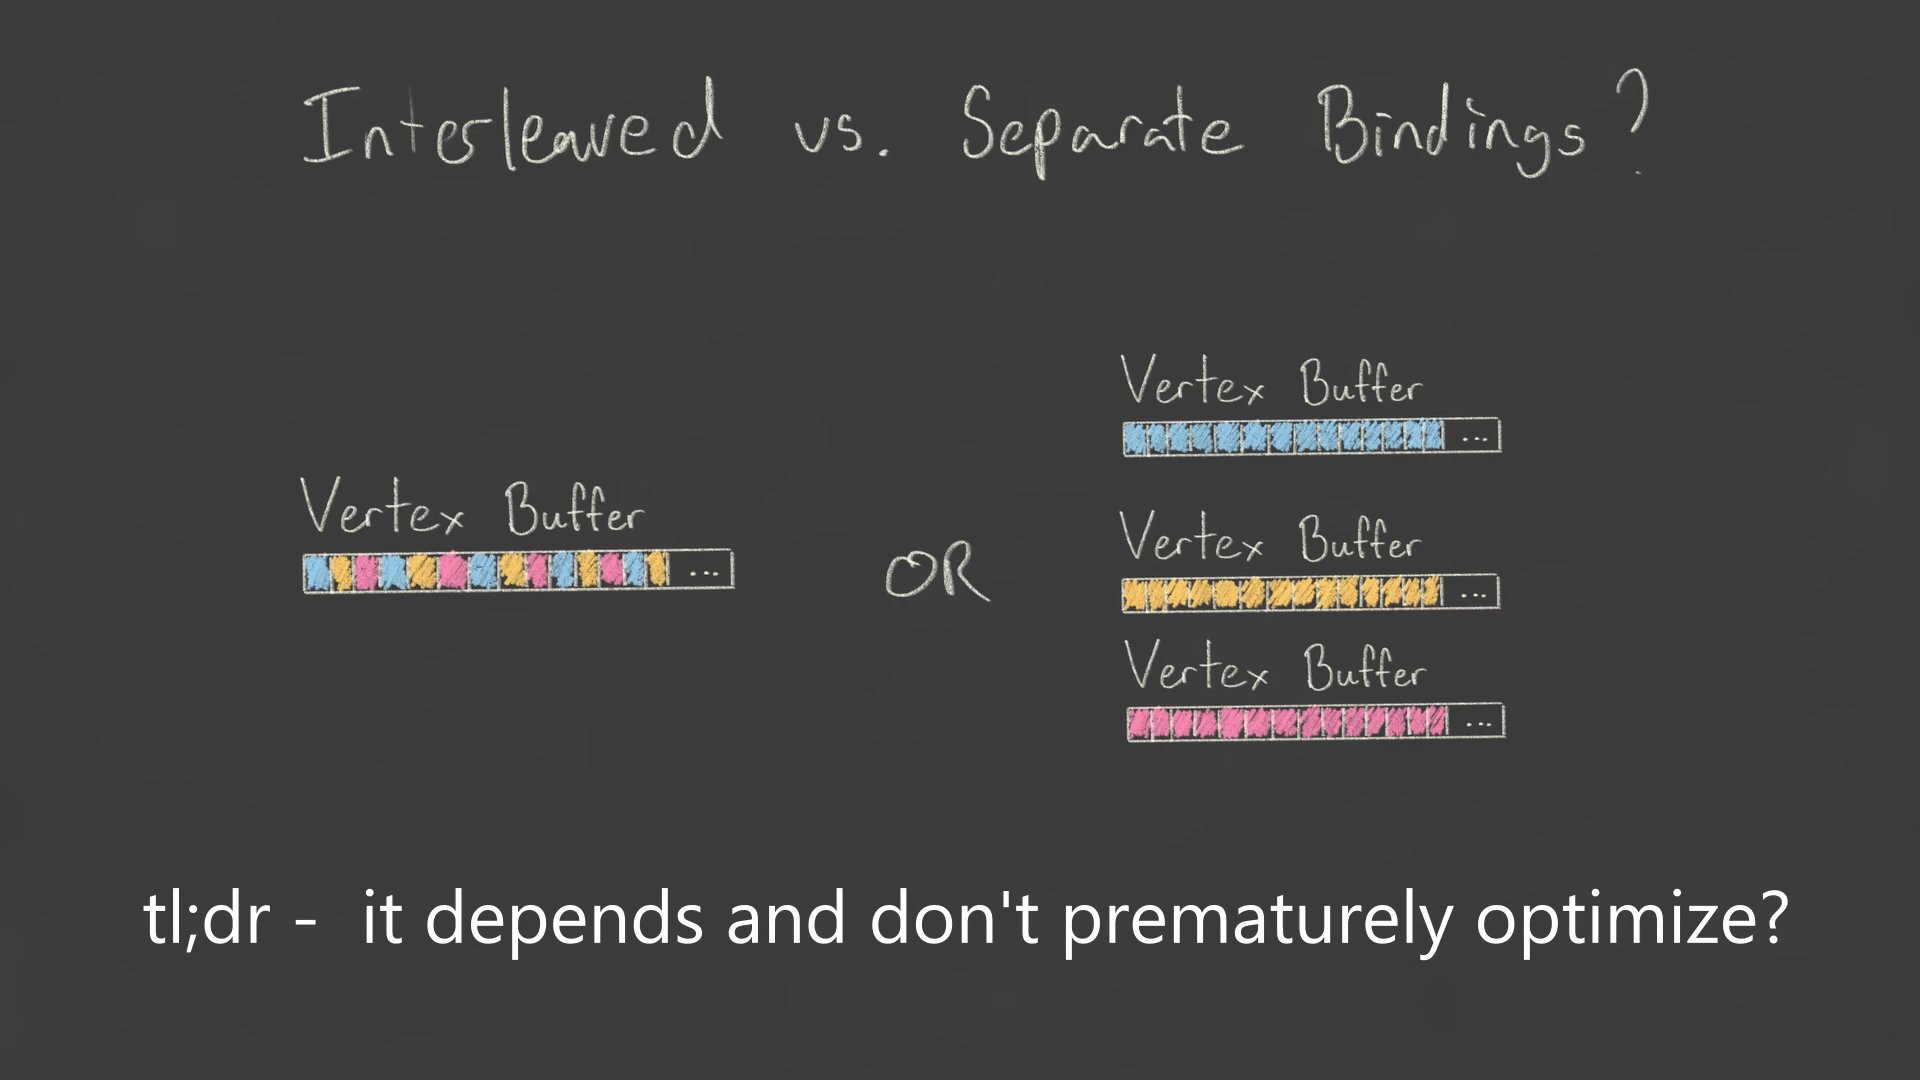 Interleaved vs. Separate Bindings?
Vertex Buffer
...
OR
Vertex Buffer
...
Vertex Buffer
...
Vertex Buffer
...
tl;dr - it depends and don't prematurely optimize?